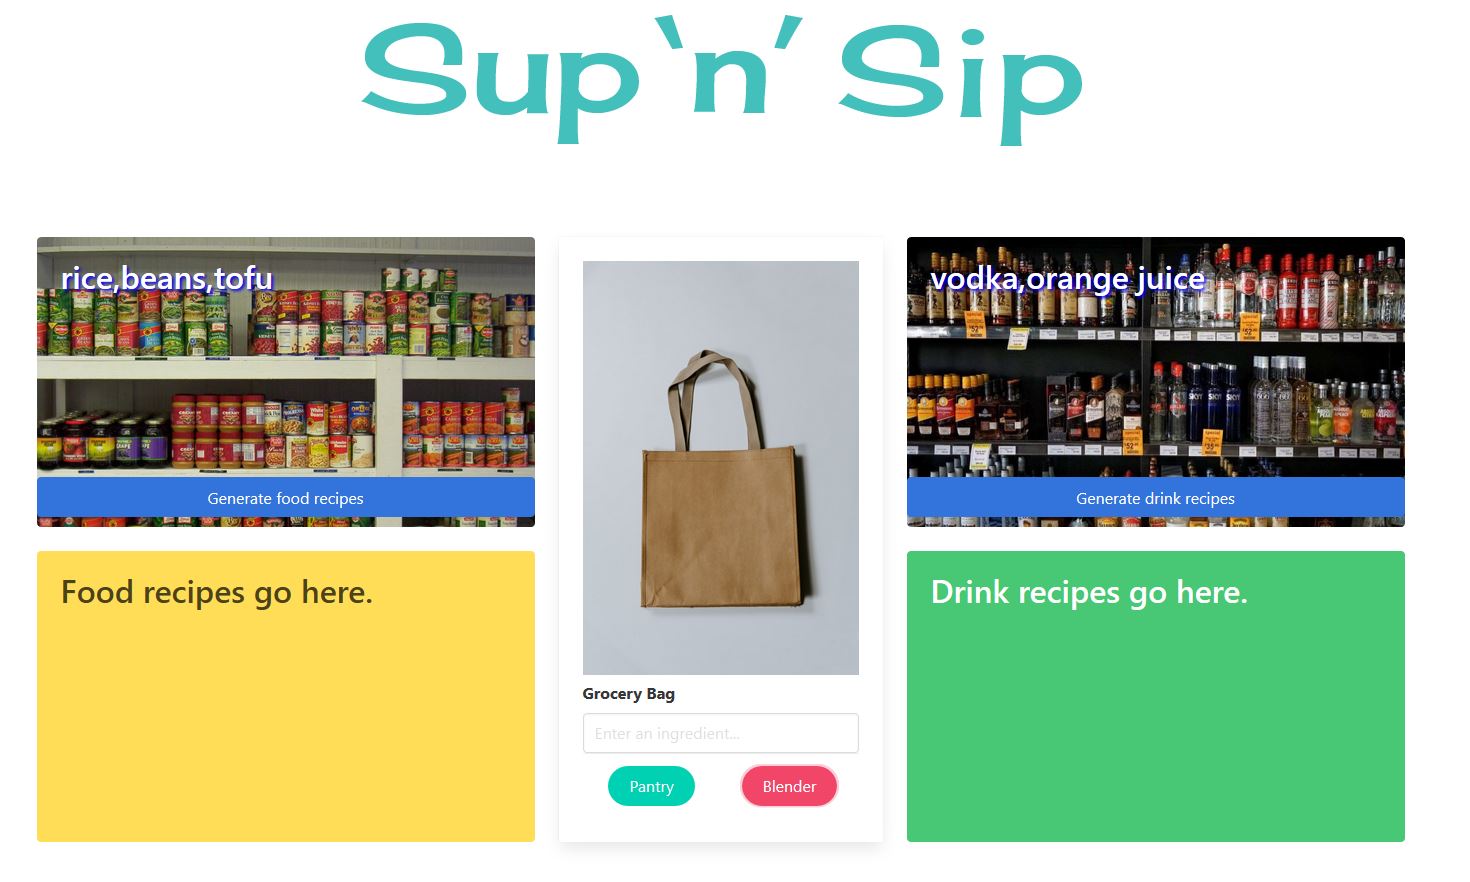 Sup 'n' Sip
rice,beans,tofu
Generate food recipes
Food recipes go here.
Grocery Bag
Enter an ingredient...
Pantry
Blender
vodka,orange juice
SKYY
Generate drink recipes
Drink recipes go here.